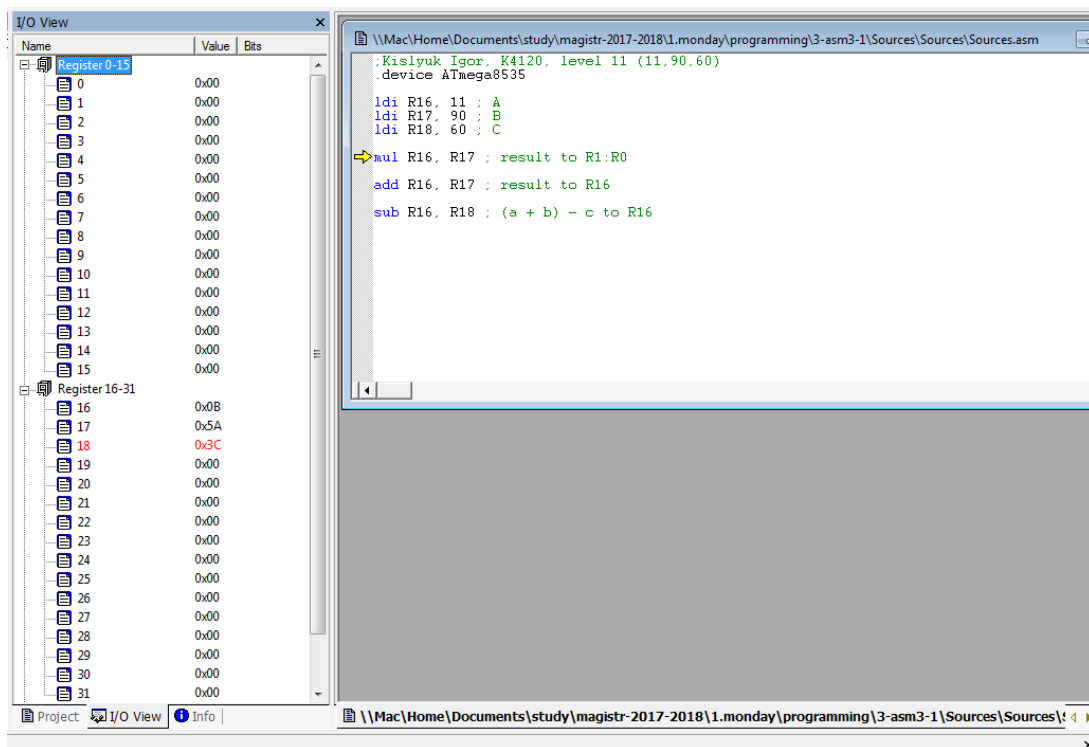 I/O View
Name Value Bits
Register 0-15
0 0x00
1 0x00
2 0x00
3 0x00
4 0x00
5 0x00
6 0x00
7 0x00
8 0x00
9 0x00
10 0x00
11 0x00
12 0x00
13 0x00
14 0x00
15 0x00
Register 16-31
16 0x0B
17 0x5A
18 0x3C
19 0x00
20 0x00
21 0x00
22 0x00
23 0x00
24 0x00
25 0x00
26 0x00
27 0x00
28 0x00
29 0x00
30 0x00
31 0x00
Project I/O View Info
\\Mac\Home\Documents\study\magistr-2017-2018\1.monday\programming\3-asm3-1\Sources\Sources\Sources.asm
;Kislyuk Igor, K4120, level 11 (11,90,60)
.device ATmega8535
ldi R16, 11 ; A
ldi R17, 90 ; B
ldi R18, 60 ; C
mul R16, R17 ; result to R1:R0
add R16, R17 ; result to R16
sub R16, R18 ; (a + b) - c to R16
\\Mac\Home\Documents\study\magistr-2017-2018\1.monday\programming\3-asm3-1\Sources\Sources\